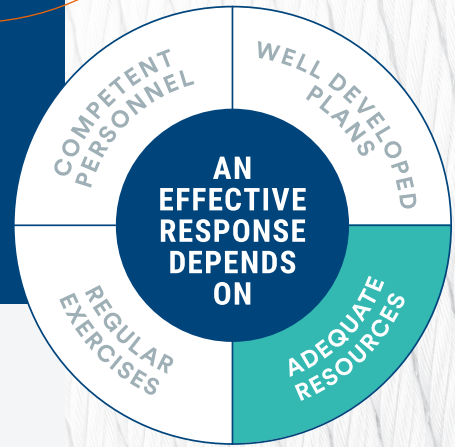 COMPETENT
PERSONNEL
WELL DEVELOPED
PLANS
AN
EFFECTIVE
RESPONSE
DEPENDS
ON
REGULAR
EXERCISES
ADEQUATE
RESOURCES